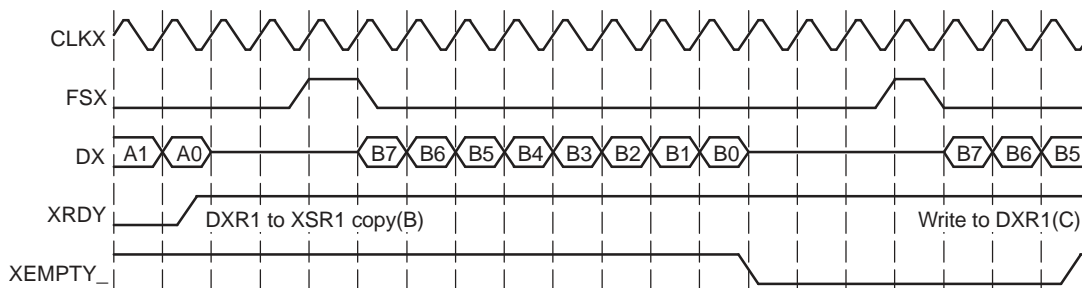 CLKX
FSX
DX A1 A0 B7 B6 B5 B4 B3 B2 B1 B0 B7 B6 B5
XRDY DXR1 to XSR1 copy(B) Write to DXR1(C)
XEMPTY_